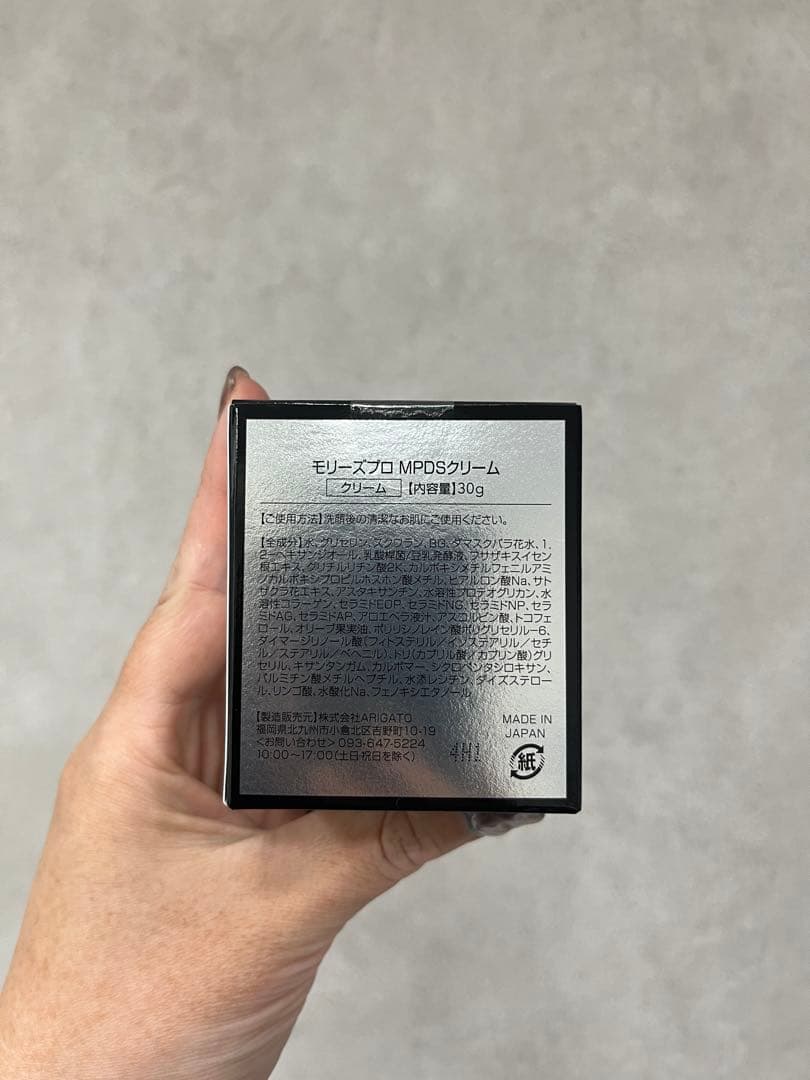 モリーズプロ MPDSクリーム
クリーム 【内容量】30g
【ご使用方法】洗顔後の清潔なお肌にご使用ください。
【全成分】水、グリセリン、スクワラン、BG、ダマスクバラ花水、1,
2-ヘキサンジオール、乳酸桿菌/豆乳発酵液、フサザキスイセン
根エキス、グリチルリチン酸2K、カルボキシメチルフェニルアミ
ノカルボキシプロピルホスホン酸メチル、ヒアルロン酸Na、サト
ザクラ花エキス、アスタキサンチン、水溶性プロテオグリカン、水
溶性コラーゲン、セラミドEOP、セラミドNG、セラミドNP、セラ
ミドAG、セラミドAP、アロエベラ液汁、アスコルビン酸、トコフェ
ロール、オリーブ果実油、ポリリシノレイン酸ポリグリセリル-6、
ダイマージリノール酸(フィトステリル/イソステアリル/セチ
ル/ステアリル/ベヘニル)、トリ(カプリル酸/カプリン酸)グリ
セリル、キサンタンガム、カルボマー、シクロペンタシロキサン、
パルミチン酸メチルヘプチル、水添レシチン、ダイズステロー
ル、リンゴ酸、水酸化Na、フェノキシエタノール
【製造販売元】株式会社ARIGATO
福岡県北九州市小倉北区吉野町10-19
<お問い合わせ> 093-647-5224
10:00〜17:00(土日・祝日を除く)
4H1
MADE IN
JAPAN
紙